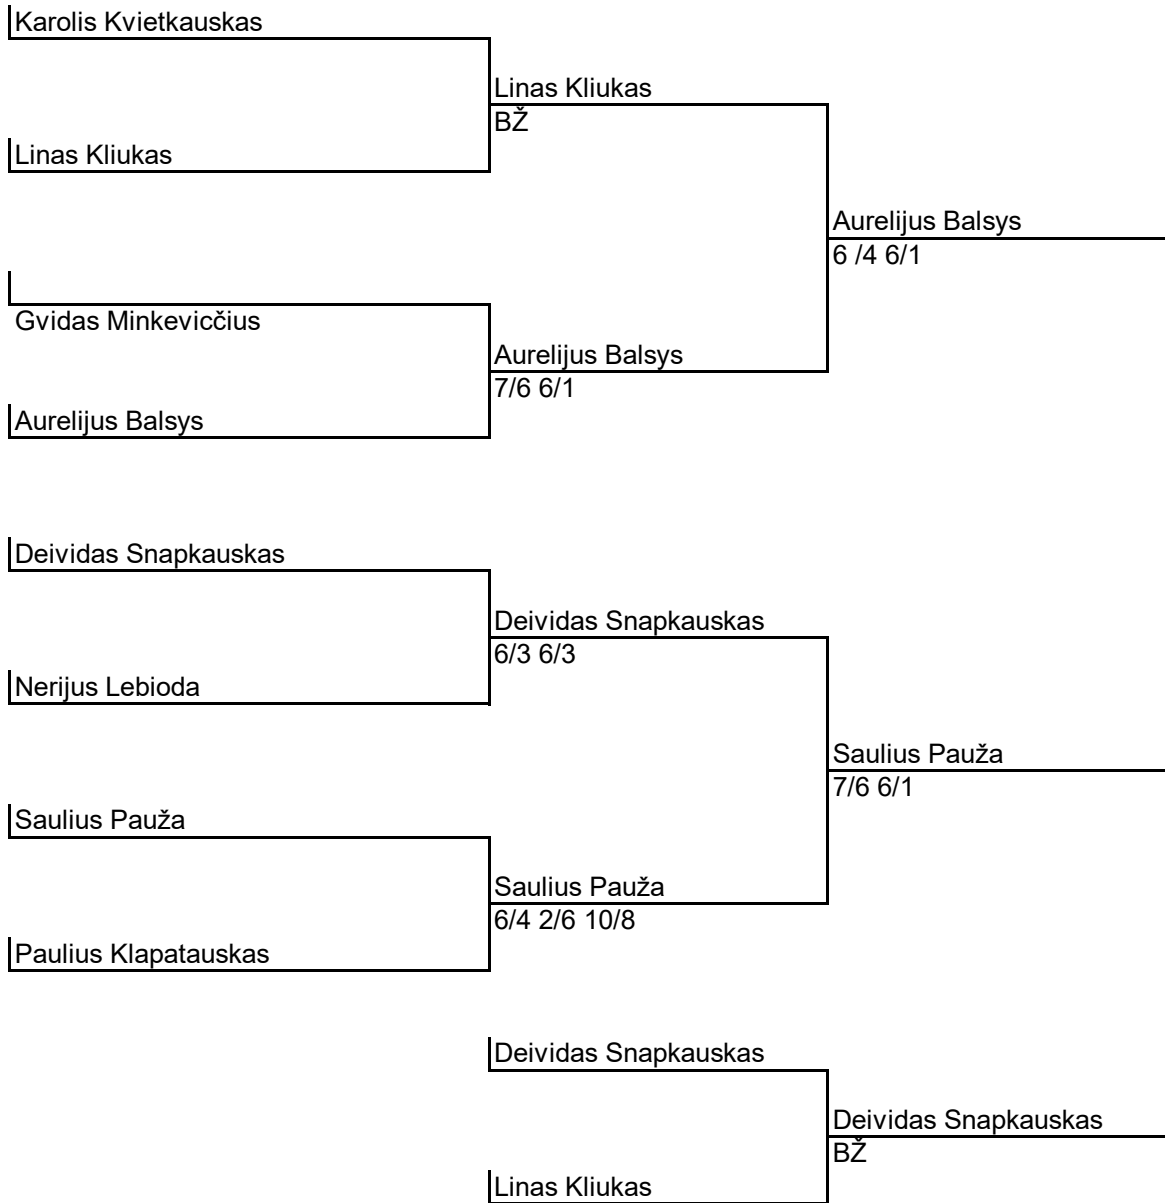 Karolis Kvietkauskas
Linas Kliukas
BŽ
Linas Kliukas
Aurelijus Balsys
6 /4 6/1
Gvidas Minkevicčius
Aurelijus Balsys
7/6 6/1
Aurelijus Balsys
Deividas Snapkauskas
Deividas Snapkauskas
6/3 6/3
Nerijus Lebioda
Saulius Pauža
7/6 6/1
Saulius Pauža
Saulius Pauža
6/4 2/6 10/8
Paulius Klapatauskas
Deividas Snapkauskas
Deividas Snapkauskas
BŽ
Linas Kliukas